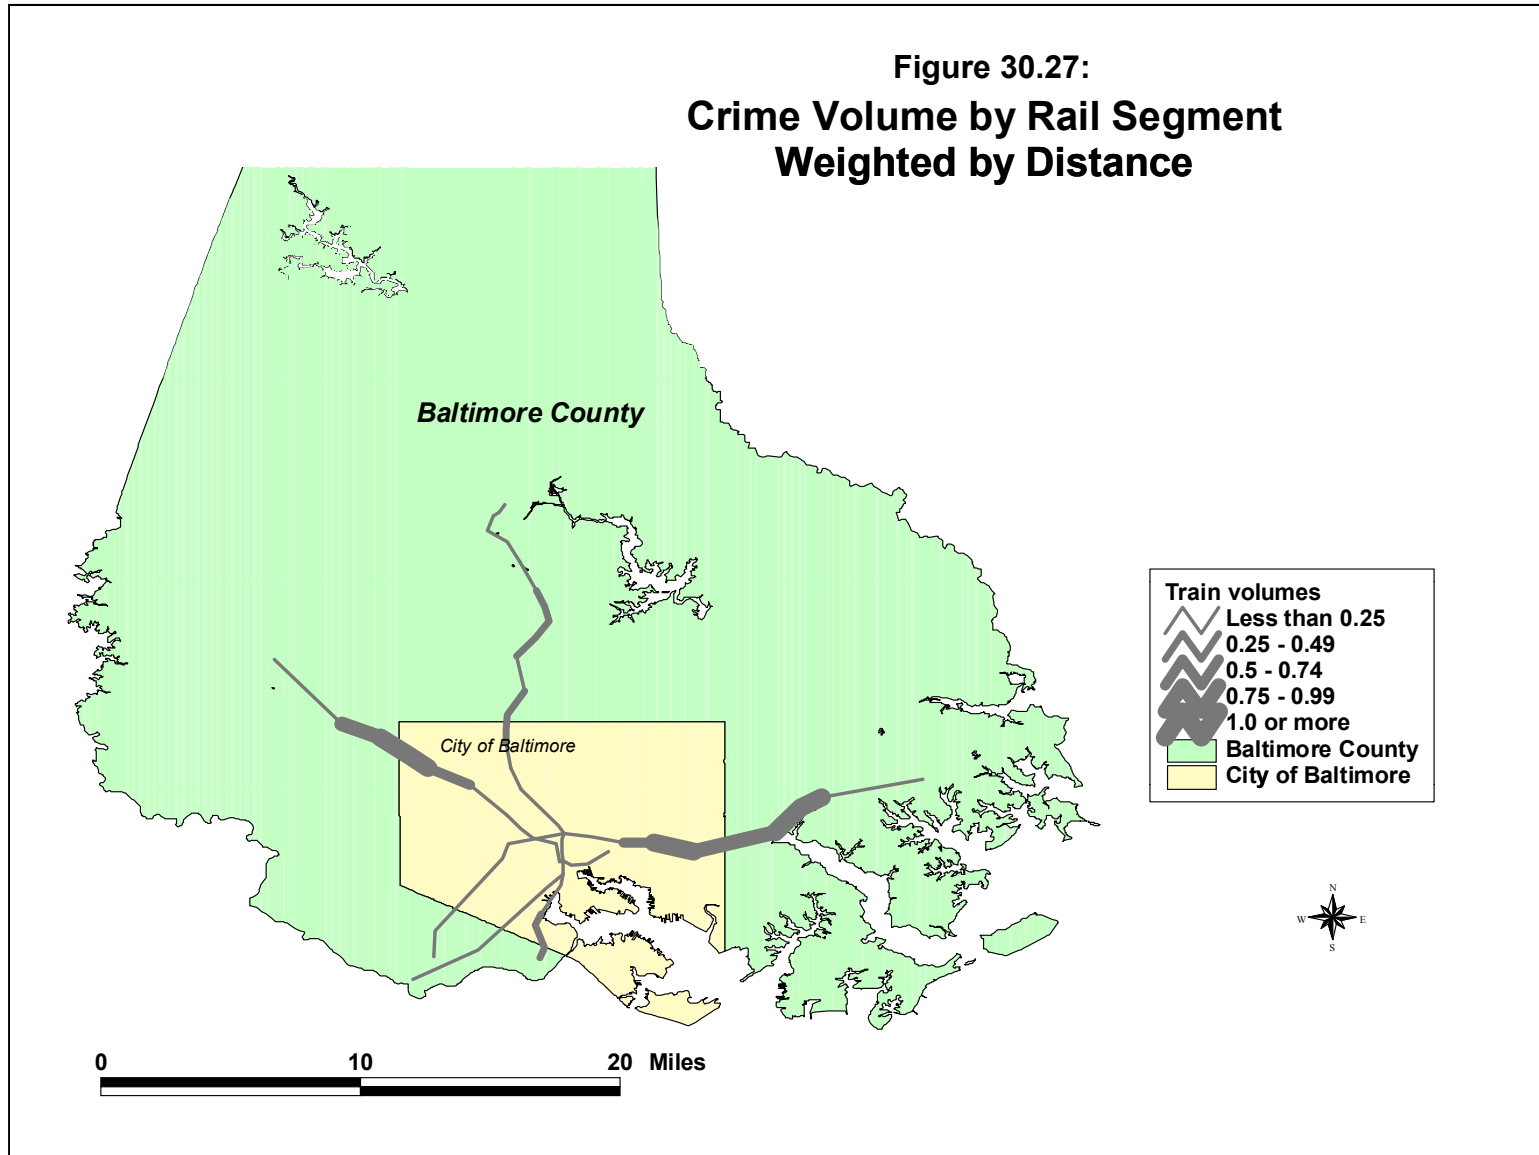 Figure 30.27:
Crime Volume by Rail Segment
Weighted by Distance
Baltimore County
City of Baltimore
Train volumes
Less than 0.25
0.25 - 0.49
0.5 - 0.74
0.75 - 0.99
1.0 or more
Baltimore County
City of Baltimore
N
W E
S
0 10 20 Miles